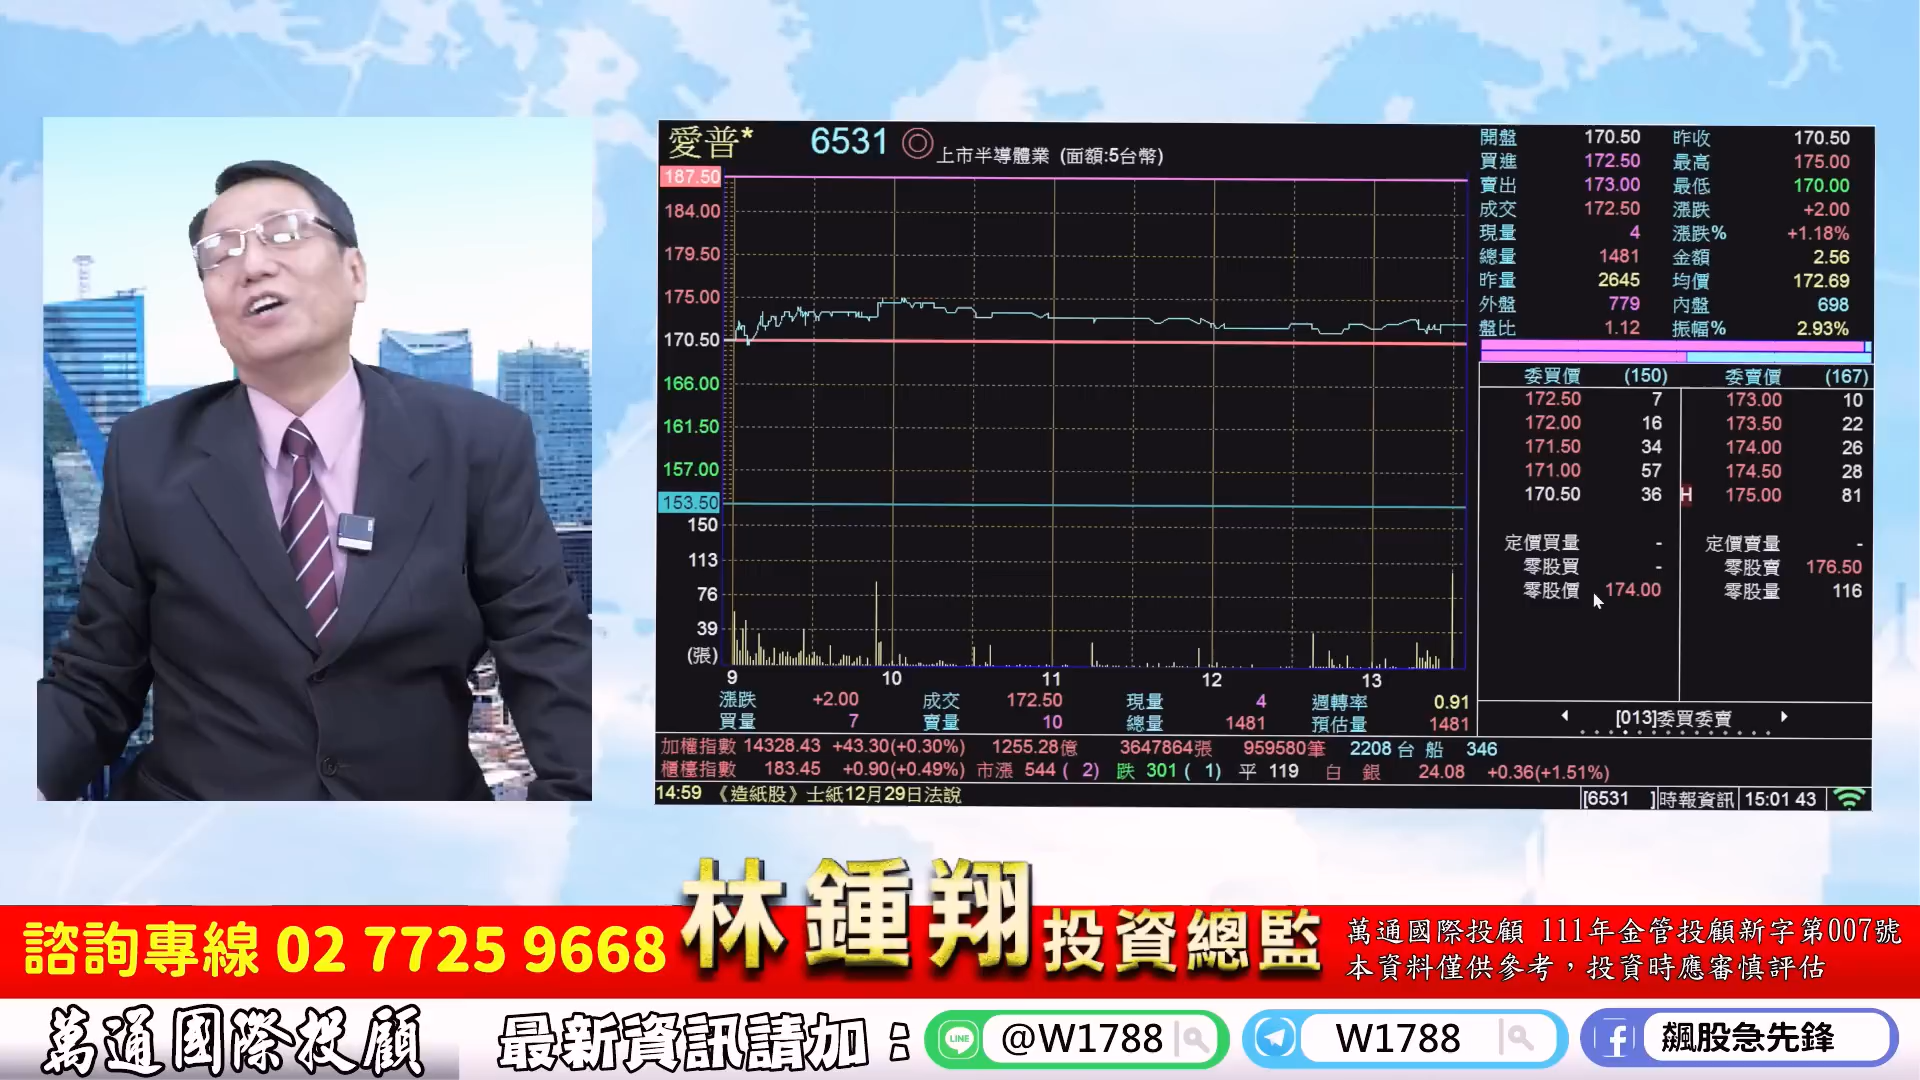 愛普* 6531 ◎ 上市半導體業 (面額:5台幣)
187.50
184.00
179.50
175.00
170.50
166.00
161.50
157.00
153.50
150
113
76
39
(張)
9 10 11 12 13
漲跌 +2.00 成交 172.50 現量 4 週轉率 0.91
買量 7 賣量 10 總量 1481 預估量 1481
開盤 170.50 昨收 170.50
買進 172.50 最高 175.00
賣出 173.00 最低 170.00
成交 172.50 漲跌 +2.00
現量 4 漲跌% +1.18%
總量 1481 金額 2.56
昨量 2645 均價 172.69
外盤 779 內盤 698
盤比 1.12 振幅% 2.93%
委買價 (150) 委賣價 (167)
172.50 7 173.00 10
172.00 16 173.50 22
171.50 34 174.00 26
171.00 57 174.50 28
170.50 36 H 175.00 81
定價買量 - 定價賣量 -
零股買 - 零股賣 176.50
零股價 174.00 零股量 116
[013]委買委賣
加權指數 14328.43 +43.30(+0.30%) 1255.28億 3647864張 959580筆 2208 台 船 346
櫃檯指數 183.45 +0.90(+0.49%) 市漲 544 ( 2) 跌 301 ( 1) 平 119 白 銀 24.08 +0.36(+1.51%)
14:59 《造紙股》士紙12月29日法說 [6531 ] 時報資訊 15:01 43
諮詢專線 02 7725 9668 林鍾翔 投資總監
萬通國際投顧 111年金管投顧新字第007號
本資料僅供參考，投資時應審慎評估
萬通國際投顧 最新資訊請加： LINE @W1788 W1788 飆股急先鋒